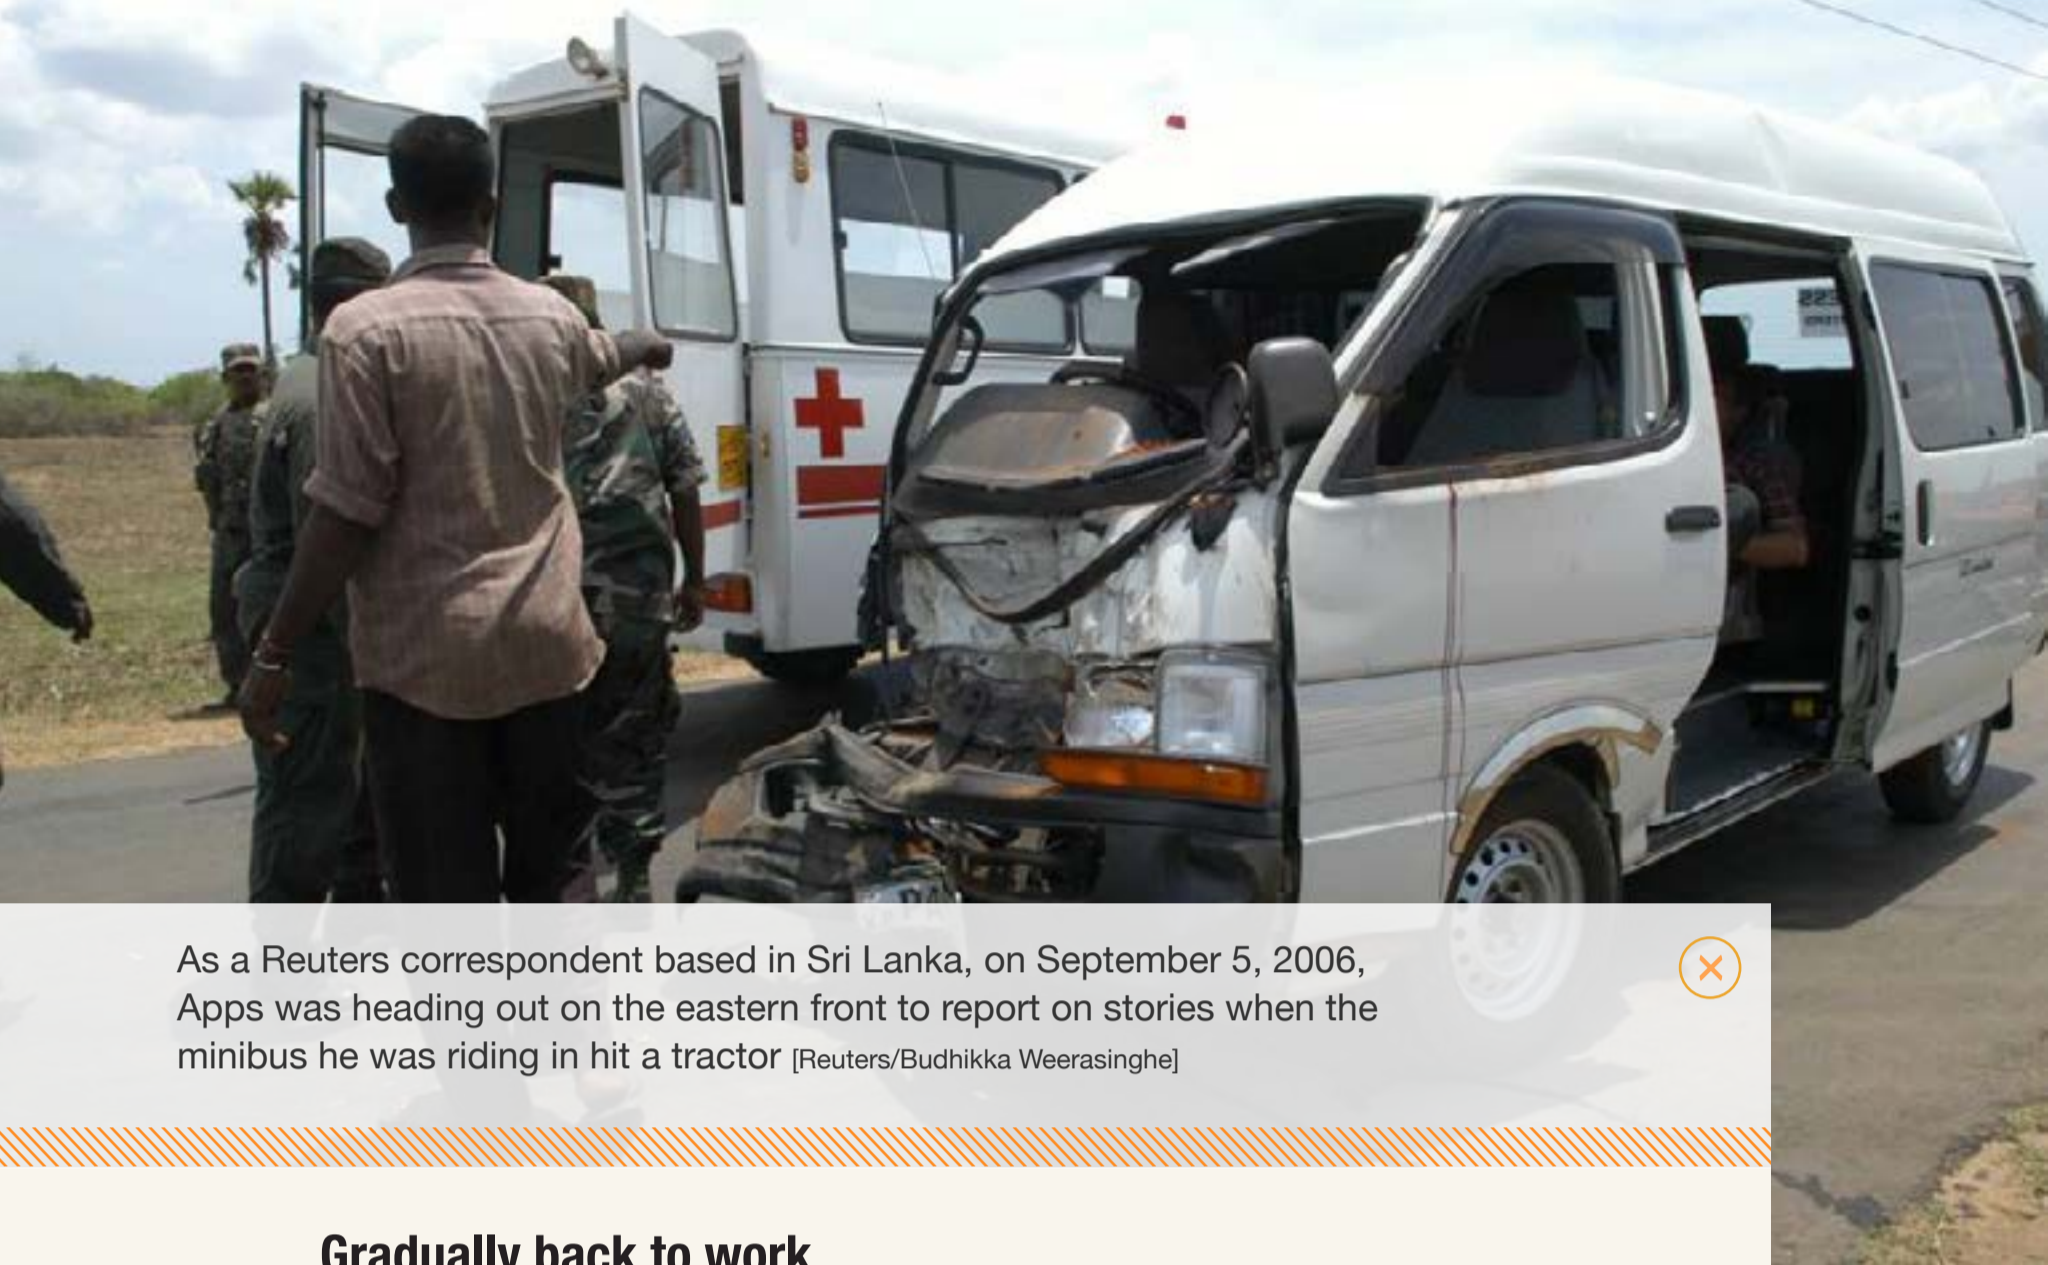 As a Reuters correspondent based in Sri Lanka, on September 5, 2006,
Apps was heading out on the eastern front to report on stories when the
minibus he was riding in hit a tractor [Reuters/Budhikka Weerasinghe]
Gradually back to work